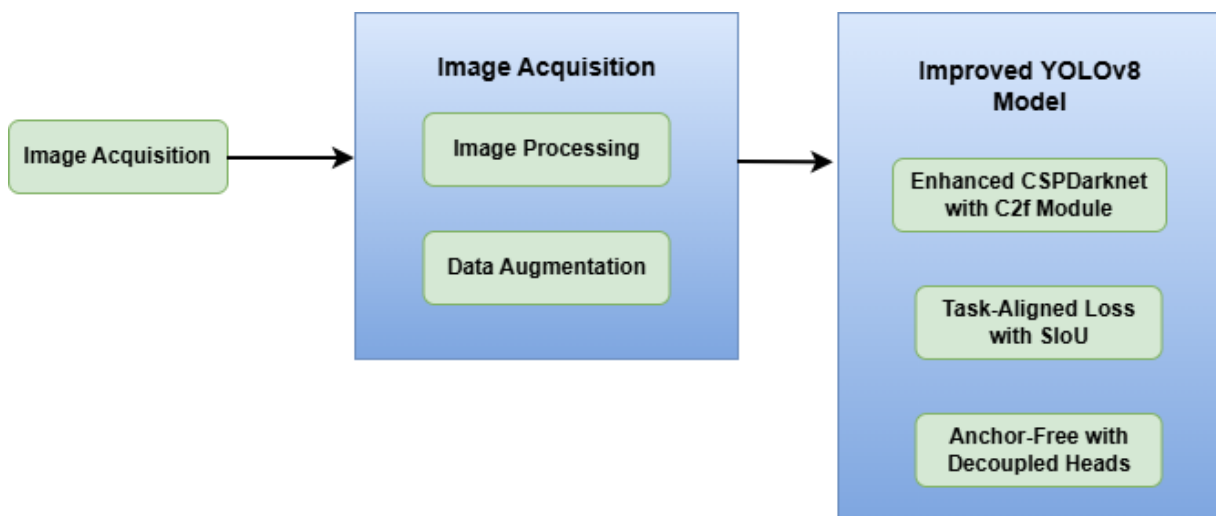 Image Acquisition
Image Acquisition
Image Processing
Data Augmentation
Improved YOLOv8
Model
Enhanced CSPDarknet
with C2f Module
Task-Aligned Loss
with SIoU
Anchor-Free with
Decoupled Heads